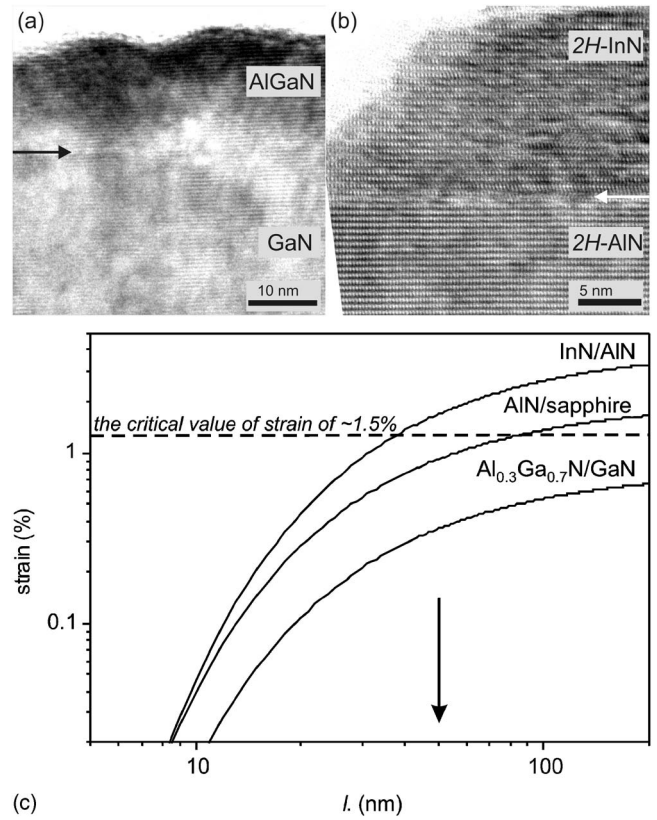 (a)
AlGaN
GaN
10 nm
(b)
2H-InN
2H-AlN
5 nm
InN/AlN
AlN/sapphire
the critical value of strain of ~1.5%
Al0.3Ga0.7N/GaN
strain (%)
1
0.1
10
100
(c)
l. (nm)